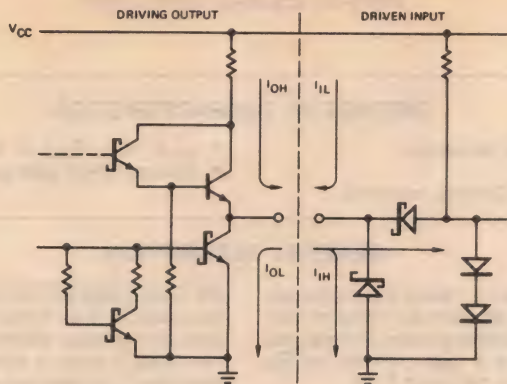 DRIVING OUTPUT
DRIVEN INPUT
VCC
IOH
IIL
IOL
IIH